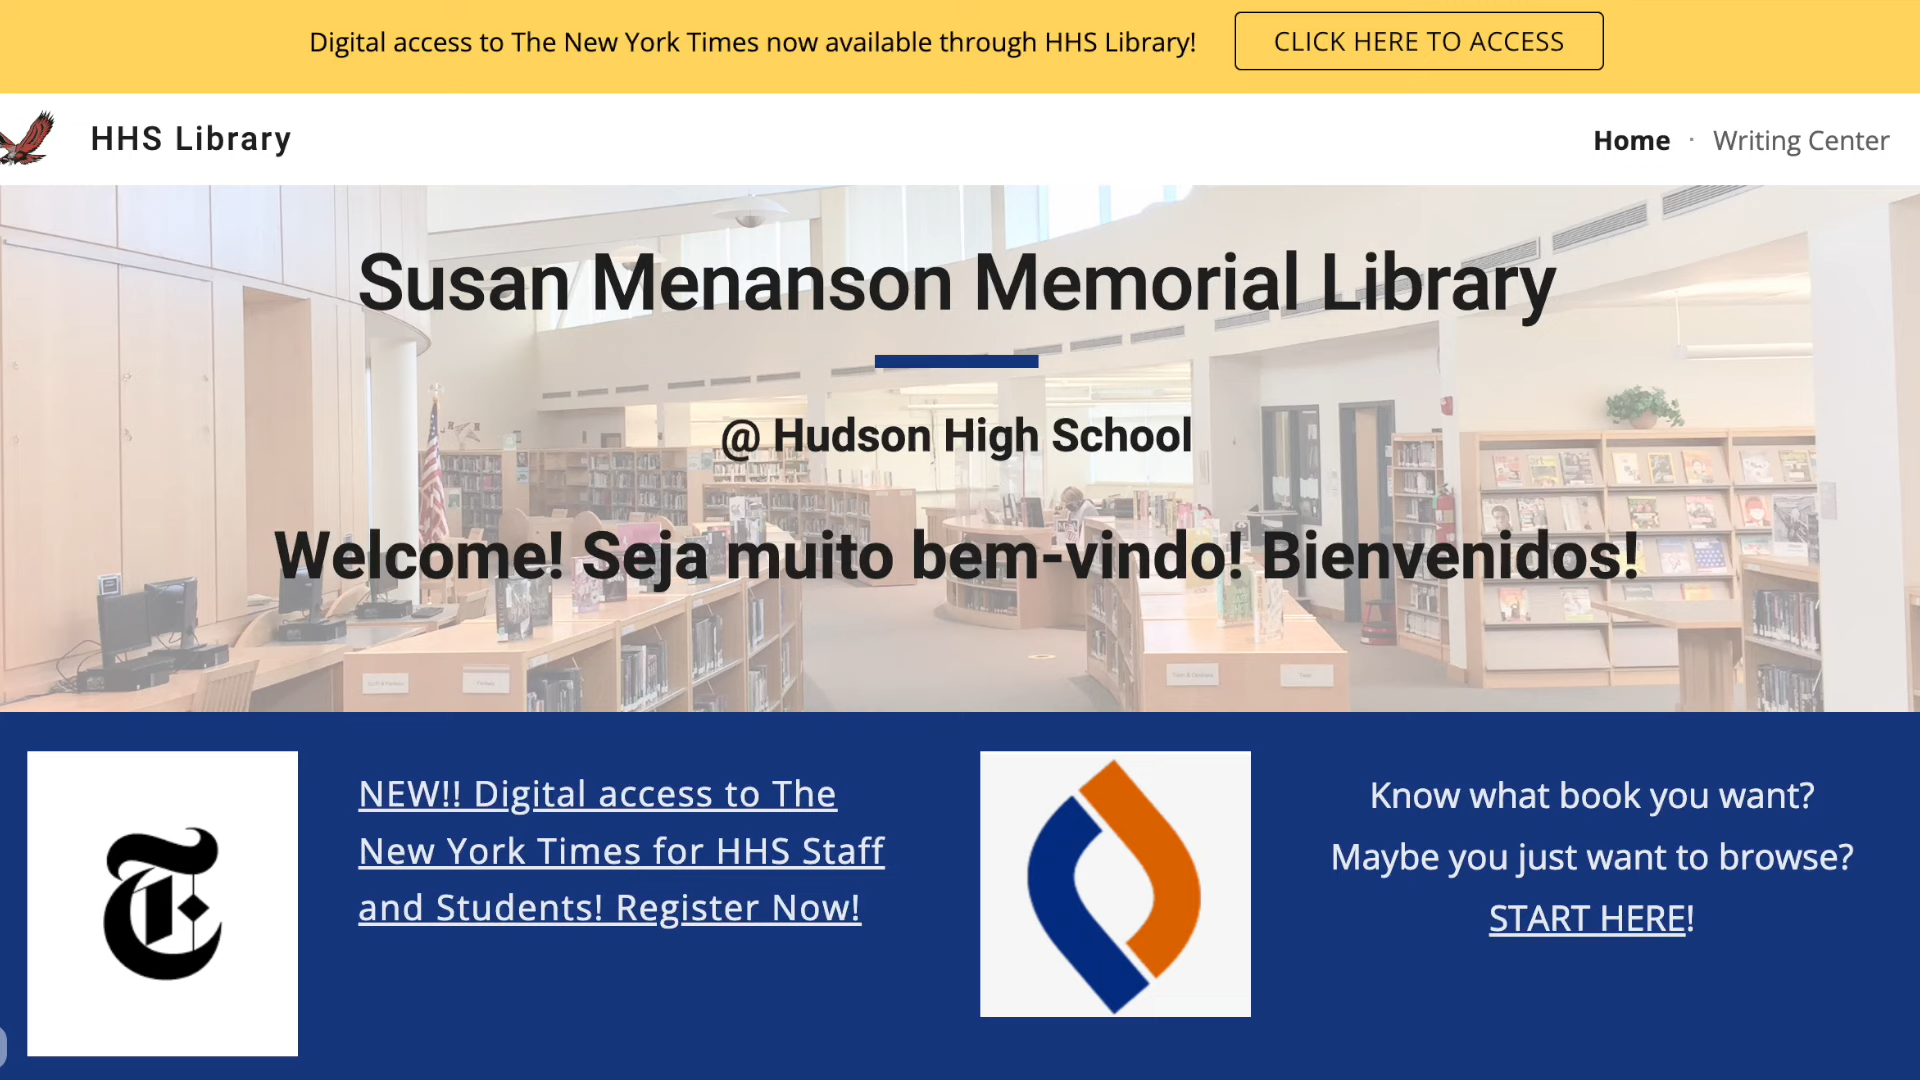 Digital access to The New York Times now available through HHS Library!
CLICK HERE TO ACCESS
HHS Library
Home · Writing Center
Susan Menanson Memorial Library
@ Hudson High School
Welcome! Seja muito bem-vindo! Bienvenidos!
NEW!! Digital access to The
New York Times for HHS Staff
and Students! Register Now!
Know what book you want?
Maybe you just want to browse?
START HERE!